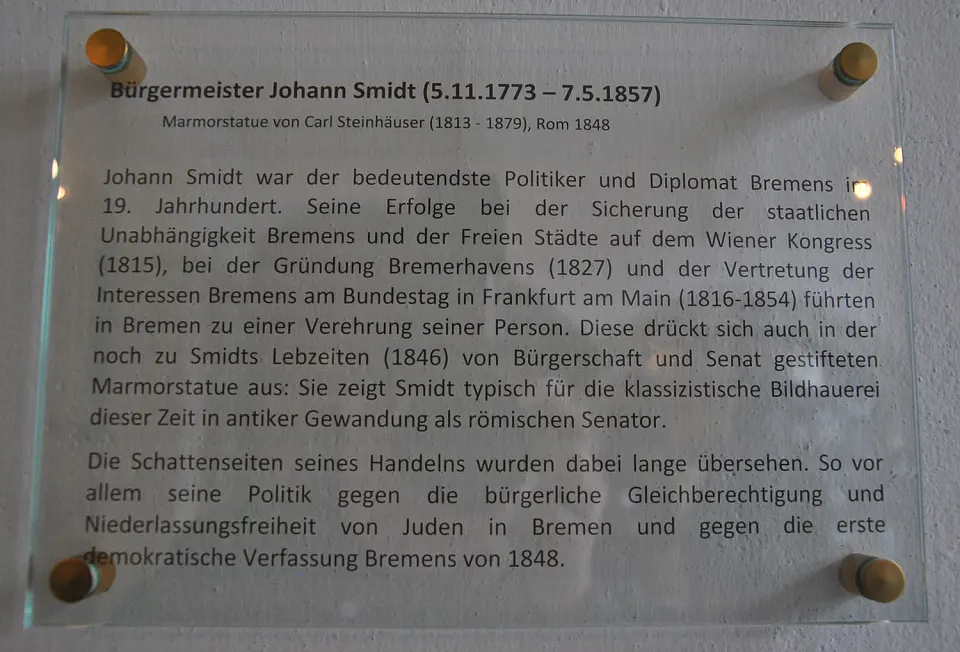 Bürgermeister Johann Smidt (5.11.1773 – 7.5.1857)
Marmorstatue von Carl Steinhäuser (1813 - 1879), Rom 1848
Johann Smidt war der bedeutendste Politiker und Diplomat Bremens im
19. Jahrhundert. Seine Erfolge bei der Sicherung der staatlichen
Unabhängigkeit Bremens und der Freien Städte auf dem Wiener Kongress
(1815), bei der Gründung Bremerhavens (1827) und der Vertretung der
Interessen Bremens am Bundestag in Frankfurt am Main (1816-1854) führten
in Bremen zu einer Verehrung seiner Person. Diese drückt sich auch in der
noch zu Smidts Lebzeiten (1846) von Bürgerschaft und Senat gestifteten
Marmorstatue aus: Sie zeigt Smidt typisch für die klassizistische Bildhauerei
dieser Zeit in antiker Gewandung als römischen Senator.
Die Schattenseiten seines Handelns wurden dabei lange übersehen. So vor
allem seine Politik gegen die bürgerliche Gleichberechtigung und
Niederlassungsfreiheit von Juden in Bremen und gegen die erste
demokratische Verfassung Bremens von 1848.